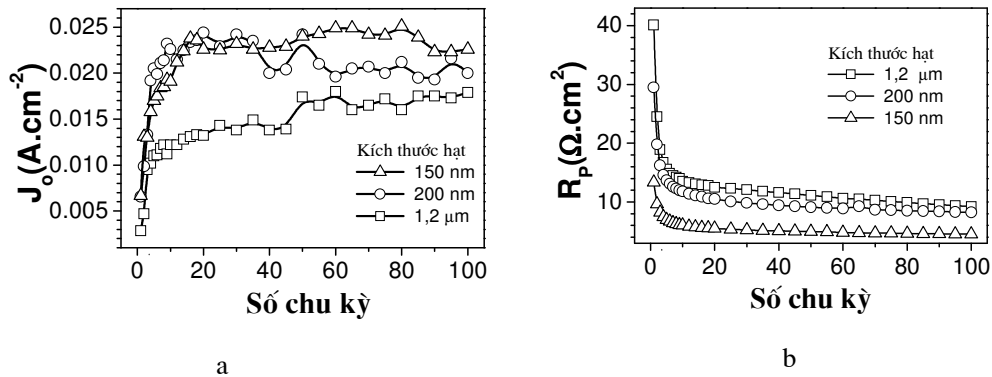 a
J₀(A.cm⁻²)
0.025
0.020
0.015
0.010
0.005
Kích thước hạt
150 nm
200 nm
1,2 μm
0 20 40 60 80 100
Số chu kỳ
a
b
R_P(Ω.cm²)
40
30
20
10
Kích thước hạt
1,2 μm
200 nm
150 nm
0 20 40 60 80 100
Số chu kỳ
b